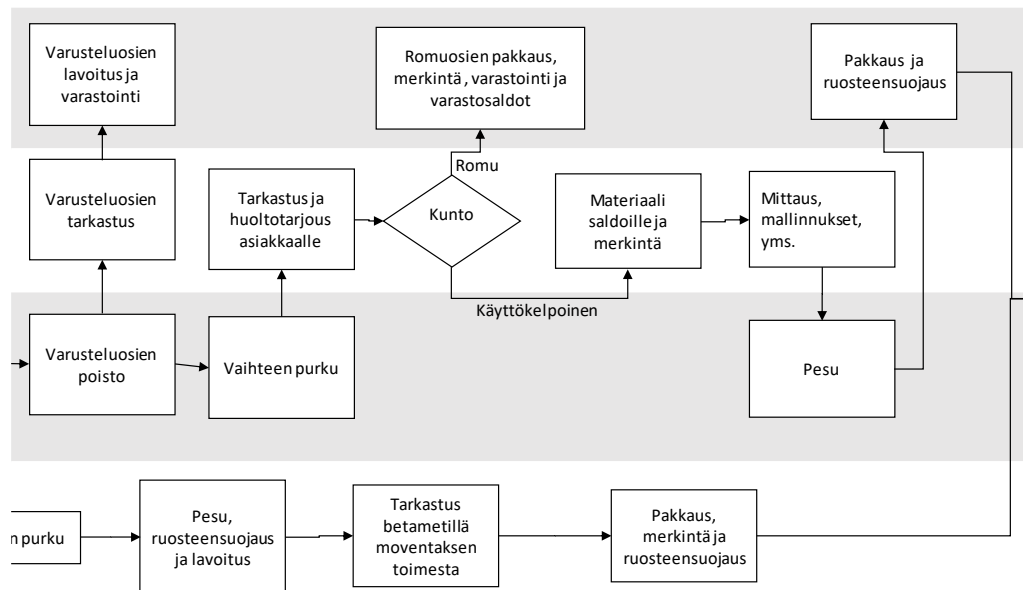 Varusteluosien
lavoitus ja
varastointi
Romuosien pakkaus,
merkintä, varastointi ja
varastosaldot
Pakkaus ja
ruosteensuojaus
Varusteluosien
tarkastus
Tarkastus ja
huoltotarjous
asiakkaalle
Romu
Kunto
Käyttökelpoinen
Materiaali
saldoille ja
merkintä
Mittaus,
mallinnukset,
yms.
Varusteluosien
poisto
Vaihteen purku
Pesu
n purku
Pesu,
ruosteensuojaus
ja lavoitus
Tarkastus
betametillä
moventaksen
toimesta
Pakkaus,
merkintä ja
ruosteensuojaus